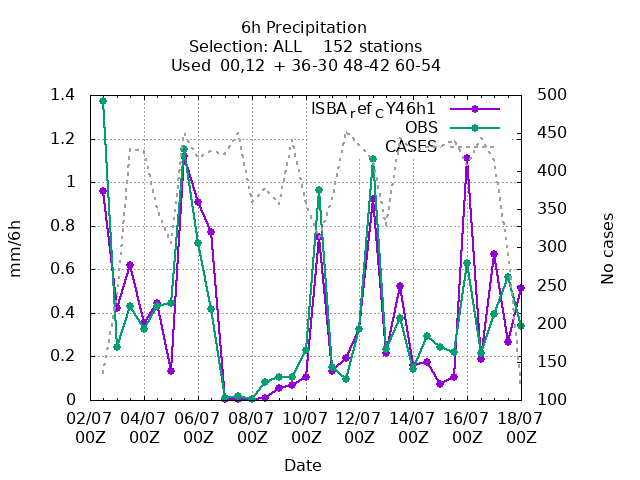 6h Precipitation
Selection: ALL    152 stations
Used  00,12  + 36-30 48-42 60-54
1.4
1.2
1
0.8
0.6
0.4
0.2
0
mm/6h
500
450
400
350
300
250
200
150
100
No cases
ISBAref CY46h1
OBS
CASES
02/07 04/07 06/07 08/07 10/07 12/07 14/07 16/07 18/07
00Z 00Z 00Z 00Z 00Z 00Z 00Z 00Z 00Z
Date